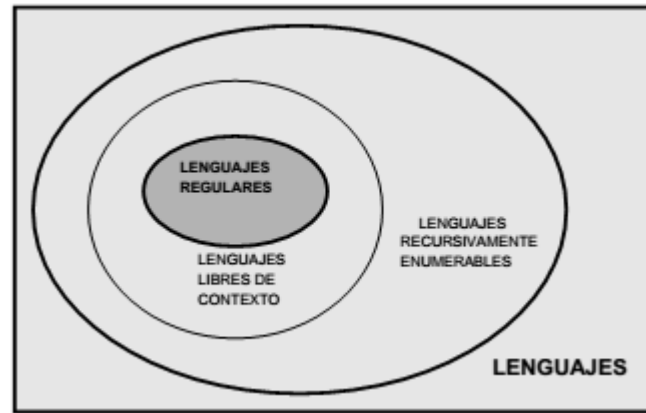 LENGUAJES
REGULARES
LENGUAJES
LIBRES DE
CONTEXTO
LENGUAJES
RECURSIVAMENTE
ENUMERABLES
LENGUAJES